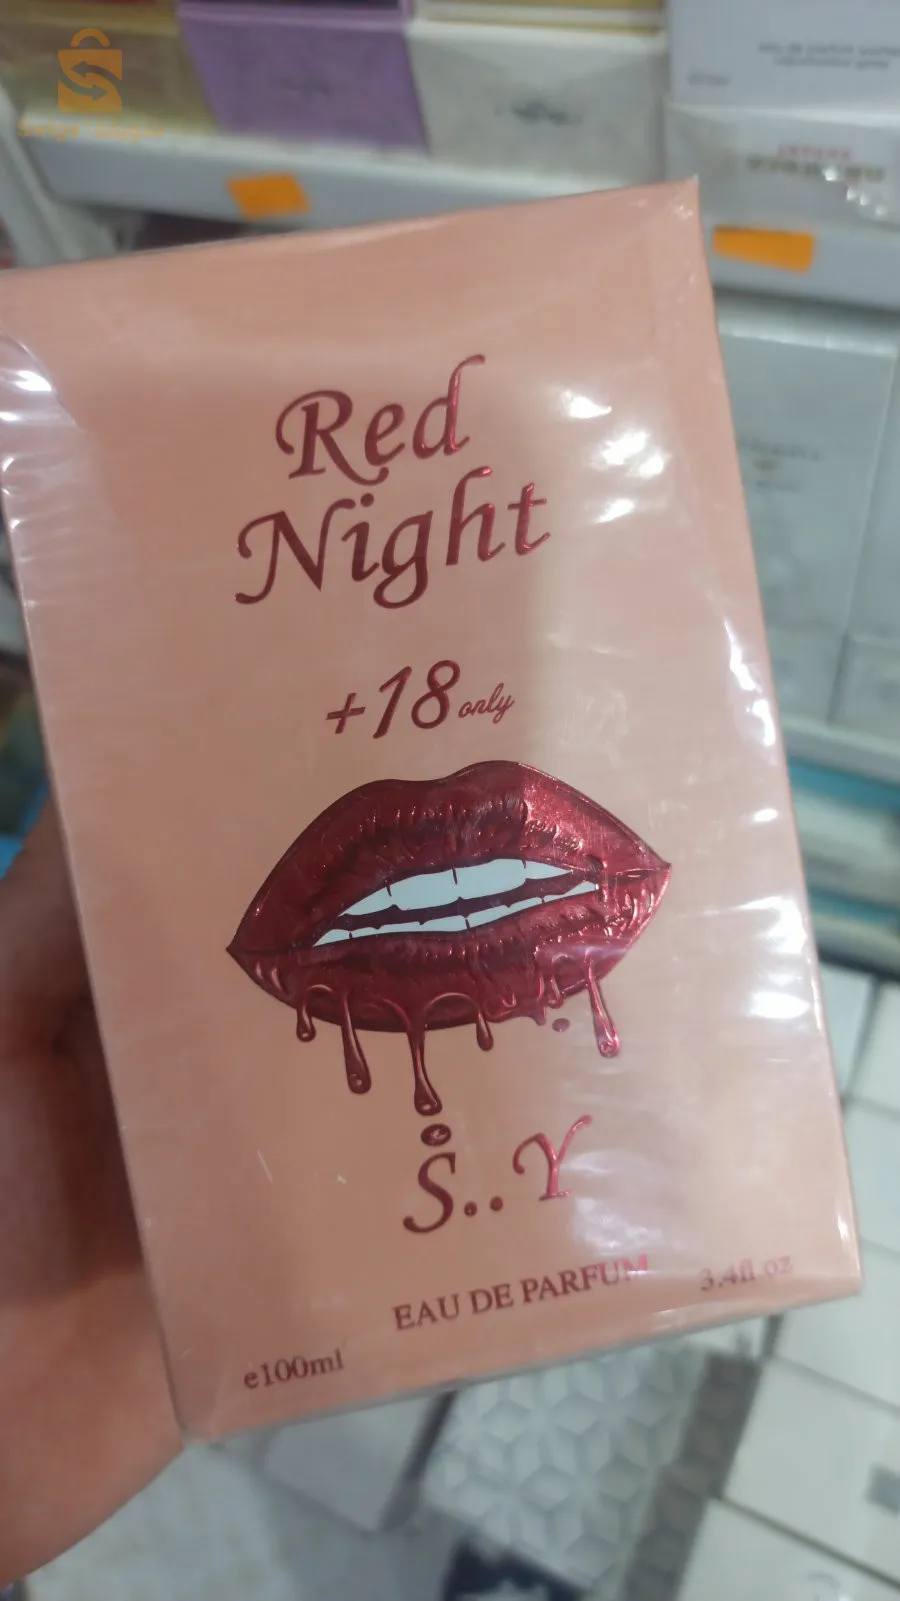 Red
Night
+18 only
S..Y
EAU DE PARFUM
3.4fl oz
e100ml